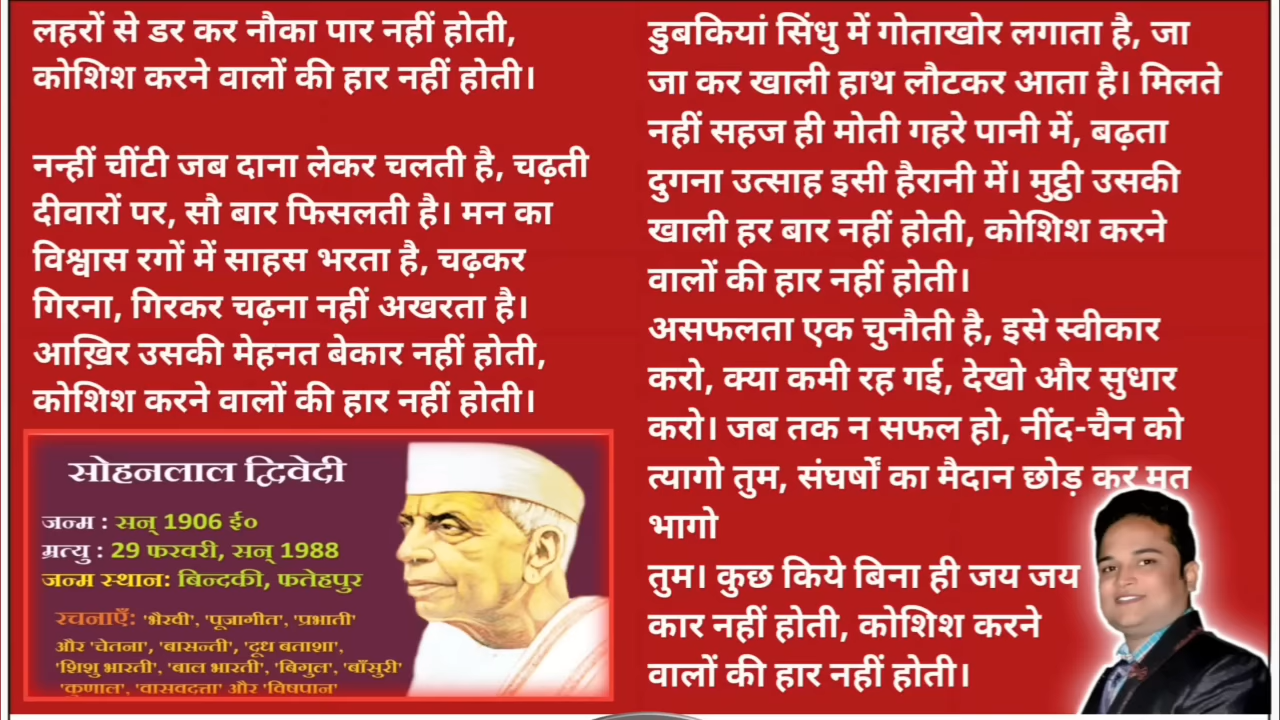 लहरों से डर कर नौका पार नहीं होती,
कोशिश करने वालों की हार नहीं होती।
नन्हीं चींटी जब दाना लेकर चलती है, चढ़ती
दीवारों पर, सौ बार फिसलती है। मन का
विश्वास रगों में साहस भरता है, चढ़कर
गिरना, गिरकर चढ़ना नहीं अखरता है।
आख़िर उसकी मेहनत बेकार नहीं होती,
कोशिश करने वालों की हार नहीं होती।
सोहनलाल द्विवेदी
जन्म : सन् 1906 ई०
म्रत्यु : 29 फरवरी, सन् 1988
जन्म स्थान: बिन्दकी, फतेहपुर
रचनाएँ: 'भैरवी', 'पूजागीत', 'प्रभाती'
और 'चेतना', 'बासन्ती', 'दूध बताशा',
'शिशु भारती', 'बाल भारती', 'बिगुल', 'बाँसुरी'
'कुणाल', 'वासवदत्ता' और 'विषपान'
डुबकियां सिंधु में गोताखोर लगाता है, जा
जा कर खाली हाथ लौटकर आता है। मिलते
नहीं सहज ही मोती गहरे पानी में, बढ़ता
दुगना उत्साह इसी हैरानी में। मुट्ठी उसकी
खाली हर बार नहीं होती, कोशिश करने
वालों की हार नहीं होती।
असफलता एक चुनौती है, इसे स्वीकार
करो, क्या कमी रह गई, देखो और सुधार
करो। जब तक न सफल हो, नींद-चैन को
त्यागो तुम, संघर्षों का मैदान छोड़ कर मत
भागो
तुम। कुछ किये बिना ही जय जय
कार नहीं होती, कोशिश करने
वालों की हार नहीं होती।